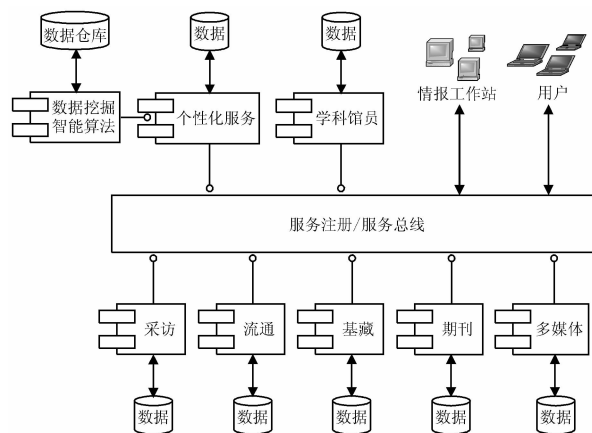 数据仓库
数据
数据
数据挖掘
智能算法
个性化服务
学科馆员
情报工作站
用户
服务注册/服务总线
采访
流通
基藏
期刊
多媒体
数据
数据
数据
数据
数据